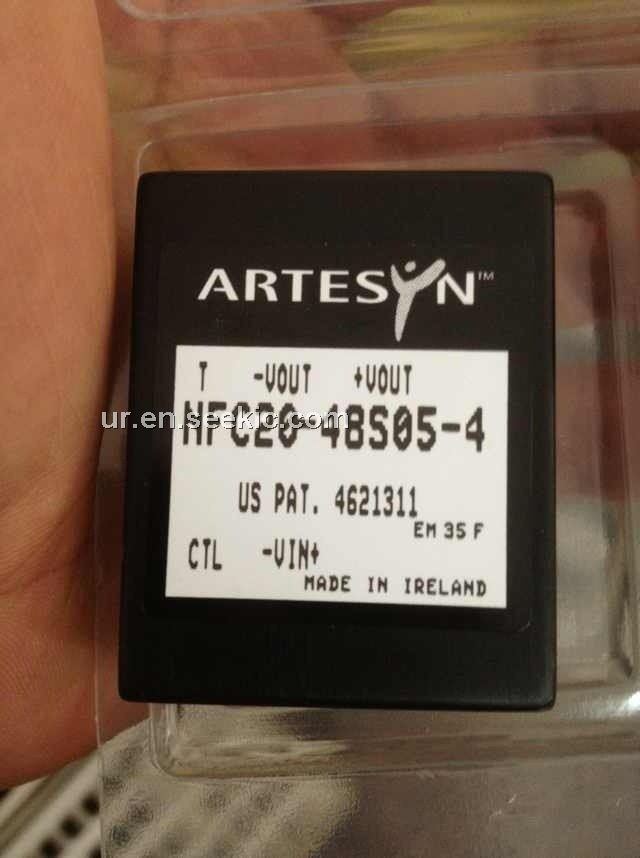 ARTESYN™
T -VOUT +VOUT
NFC20-48S05-4
ur.en.seekic.com
US PAT. 4621311
EM 35 F
CTL -VIN+
MADE IN IRELAND